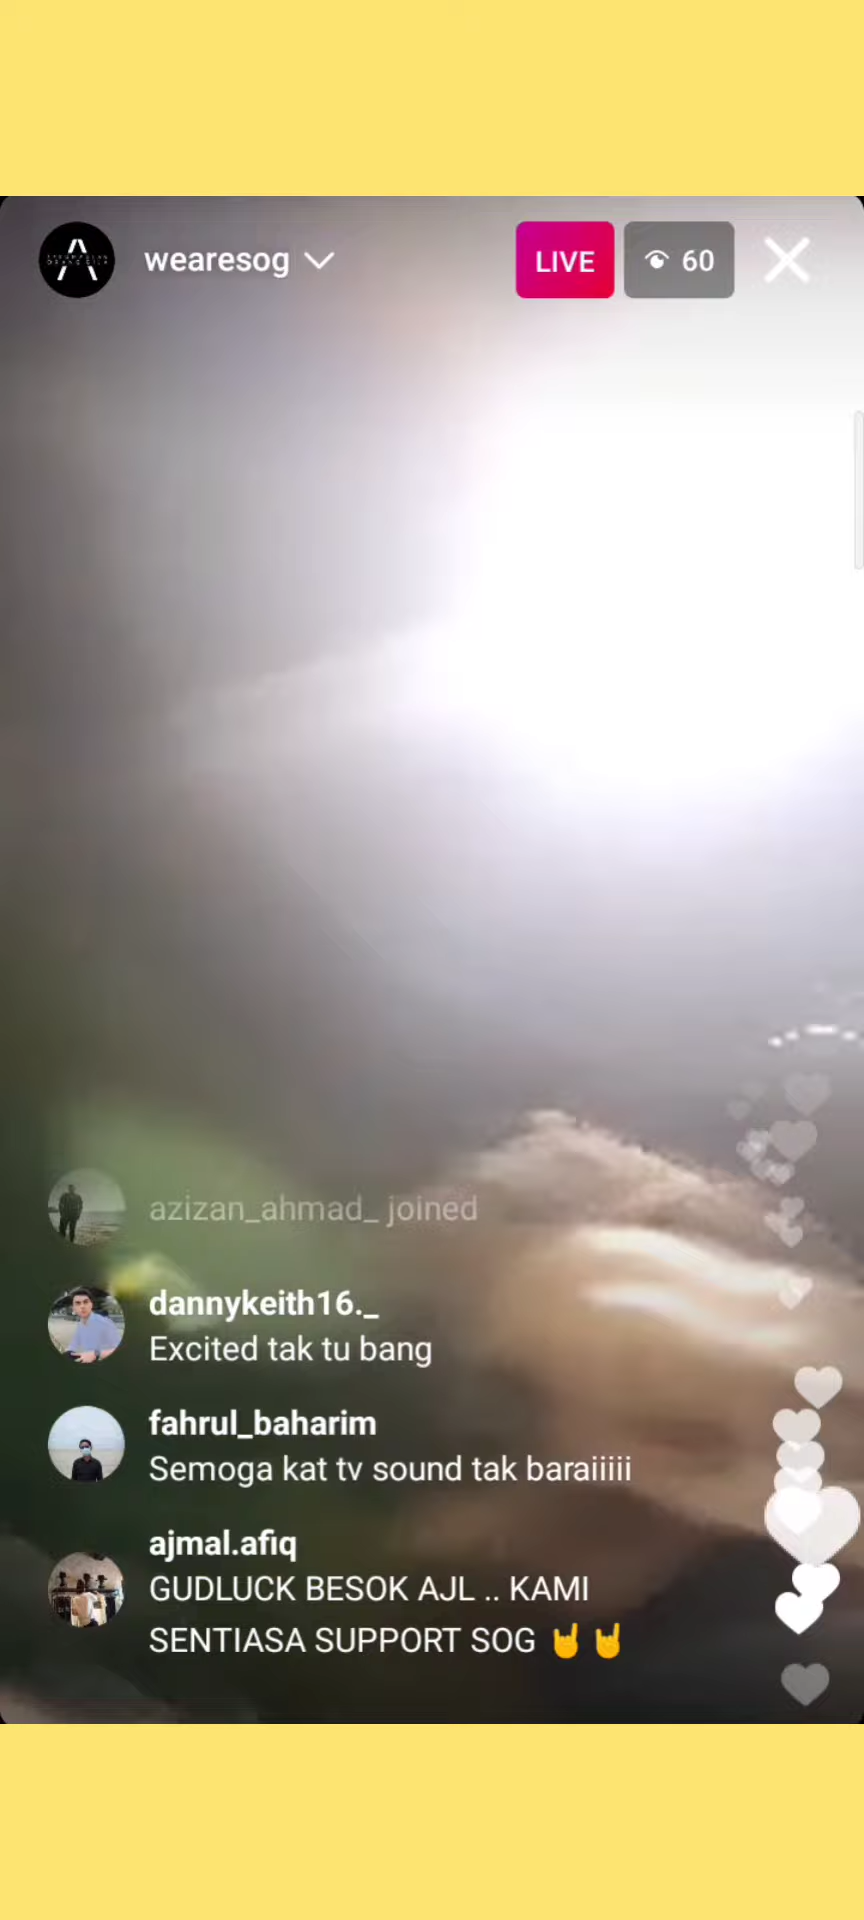 wearesog
LIVE
60
azizan_ahmad_ joined
dannykeith16._
Excited tak tu bang
fahrul_baharim
Semoga kat tv sound tak baraiiiii
ajmal.afiq
GUDLUCK BESOK AJL .. KAMI
SENTIASA SUPPORT SOG 🤘 🤘